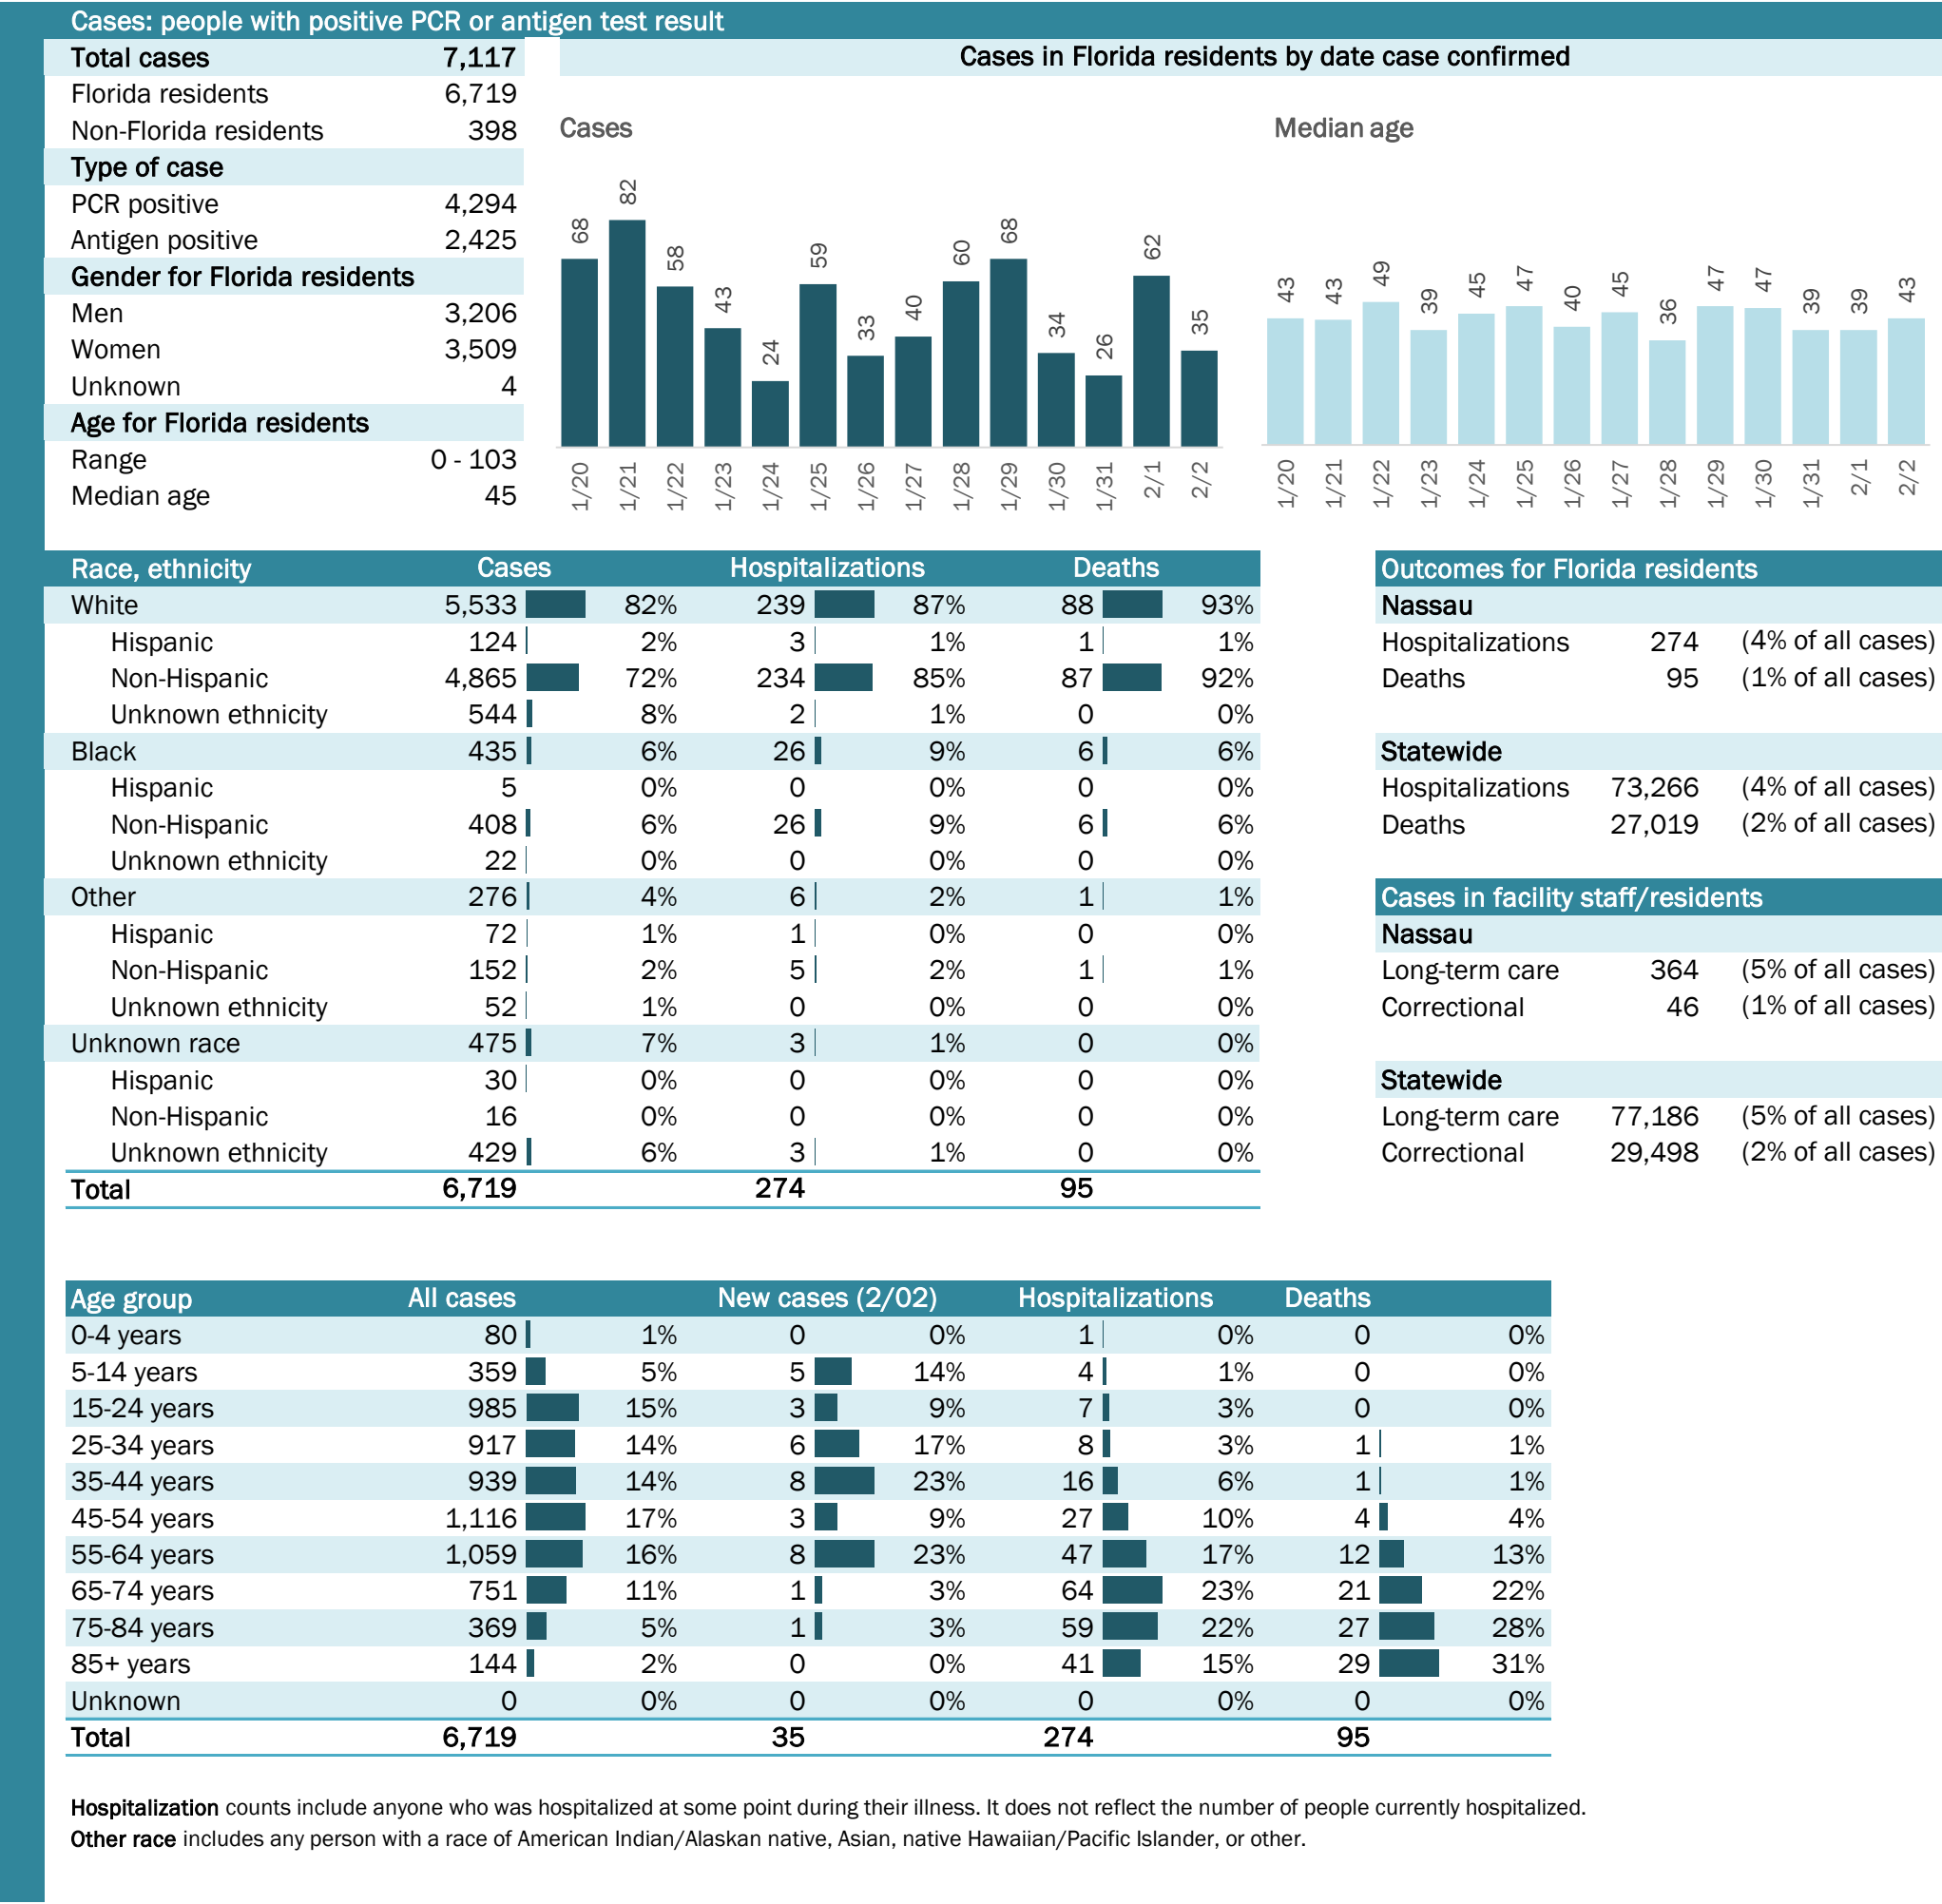 Cases: people with positive PCR or antigen test result
Total cases 7,117
Florida residents 6,719
Non-Florida residents 398
Type of case
PCR positive 4,294
Antigen positive 2,425
Gender for Florida residents
Men 3,206
Women 3,509
Unknown 4
Age for Florida residents
Range 0 - 103
Median age 45
Cases in Florida residents by date case confirmed
Cases
68 82 58 43 24 59 33 40 60 68 34 26 62 35
1/20 1/21 1/22 1/23 1/24 1/25 1/26 1/27 1/28 1/29 1/30 1/31 2/1 2/2
Median age
43 43 49 39 45 47 40 45 36 47 47 39 39 43
1/20 1/21 1/22 1/23 1/24 1/25 1/26 1/27 1/28 1/29 1/30 1/31 2/1 2/2
Race, ethnicity Cases Hospitalizations Deaths
White 5,533 82% 239 87% 88 93%
Hispanic 124 2% 3 1% 1 1%
Non-Hispanic 4,865 72% 234 85% 87 92%
Unknown ethnicity 544 8% 2 1% 0 0%
Black 435 6% 26 9% 6 6%
Hispanic 5 0% 0 0% 0 0%
Non-Hispanic 408 6% 26 9% 6 6%
Unknown ethnicity 22 0% 0 0% 0 0%
Other 276 4% 6 2% 1 1%
Hispanic 72 1% 1 0% 0 0%
Non-Hispanic 152 2% 5 2% 1 1%
Unknown ethnicity 52 1% 0 0% 0 0%
Unknown race 475 7% 3 1% 0 0%
Hispanic 30 0% 0 0% 0 0%
Non-Hispanic 16 0% 0 0% 0 0%
Unknown ethnicity 429 6% 3 1% 0 0%
Total 6,719 274 95
Outcomes for Florida residents
Nassau
Hospitalizations 274 (4% of all cases)
Deaths 95 (1% of all cases)
Statewide
Hospitalizations 73,266 (4% of all cases)
Deaths 27,019 (2% of all cases)
Cases in facility staff/residents
Nassau
Long-term care 364 (5% of all cases)
Correctional 46 (1% of all cases)
Statewide
Long-term care 77,186 (5% of all cases)
Correctional 29,498 (2% of all cases)
Age group All cases New cases (2/02) Hospitalizations Deaths
0-4 years 80 1% 0 0% 1 0% 0 0%
5-14 years 359 5% 5 14% 4 1% 0 0%
15-24 years 985 15% 3 9% 7 3% 0 0%
25-34 years 917 14% 6 17% 8 3% 1 1%
35-44 years 939 14% 8 23% 16 6% 1 1%
45-54 years 1,116 17% 3 9% 27 10% 4 4%
55-64 years 1,059 16% 8 23% 47 17% 12 13%
65-74 years 751 11% 1 3% 64 23% 21 22%
75-84 years 369 5% 1 3% 59 22% 27 28%
85+ years 144 2% 0 0% 41 15% 29 31%
Unknown 0 0% 0 0% 0 0% 0 0%
Total 6,719 35 274 95
Hospitalization counts include anyone who was hospitalized at some point during their illness. It does not reflect the number of people currently hospitalized.
Other race includes any person with a race of American Indian/Alaskan native, Asian, native Hawaiian/Pacific Islander, or other.